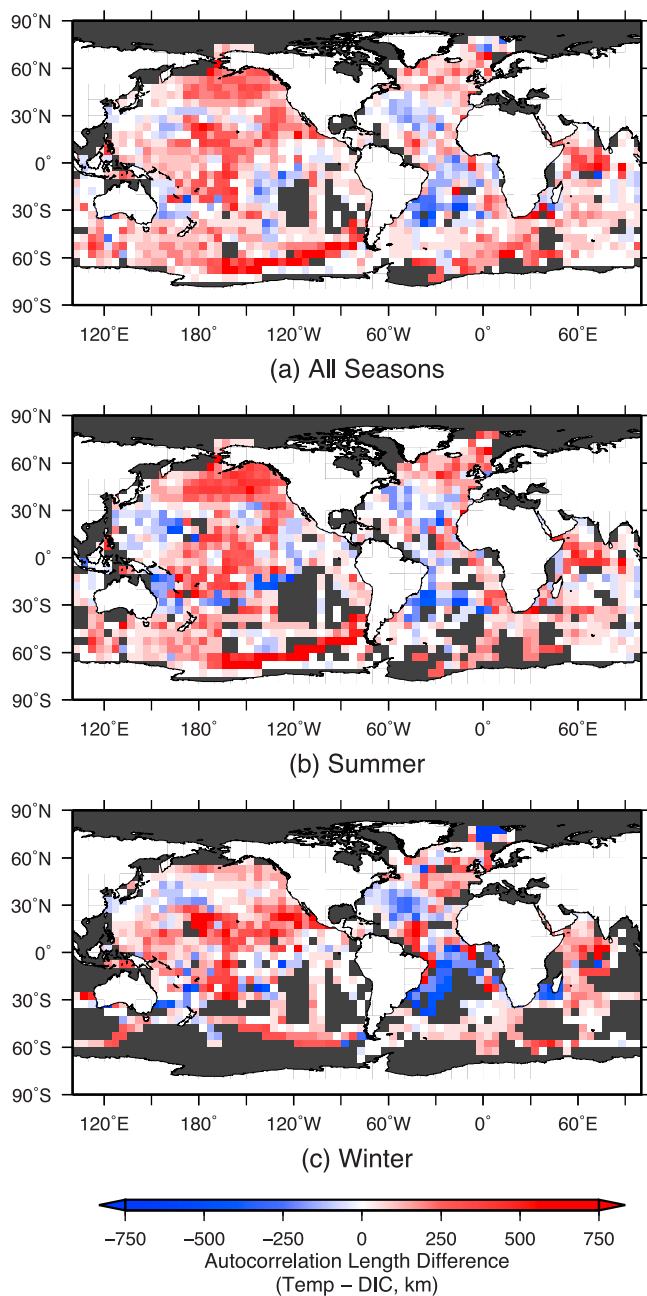 90˚N
60˚N
30˚N
0˚
30˚S
60˚S
90˚S
120˚E 180˚ 120˚W 60˚W 0˚ 60˚E
(a) All Seasons
90˚N
60˚N
30˚N
0˚
30˚S
60˚S
90˚S
120˚E 180˚ 120˚W 60˚W 0˚ 60˚E
(b) Summer
90˚N
60˚N
30˚N
0˚
30˚S
60˚S
90˚S
120˚E 180˚ 120˚W 60˚W 0˚ 60˚E
(c) Winter
−750 −500 −250 0 250 500 750
Autocorrelation Length Difference
(Temp − DIC, km)